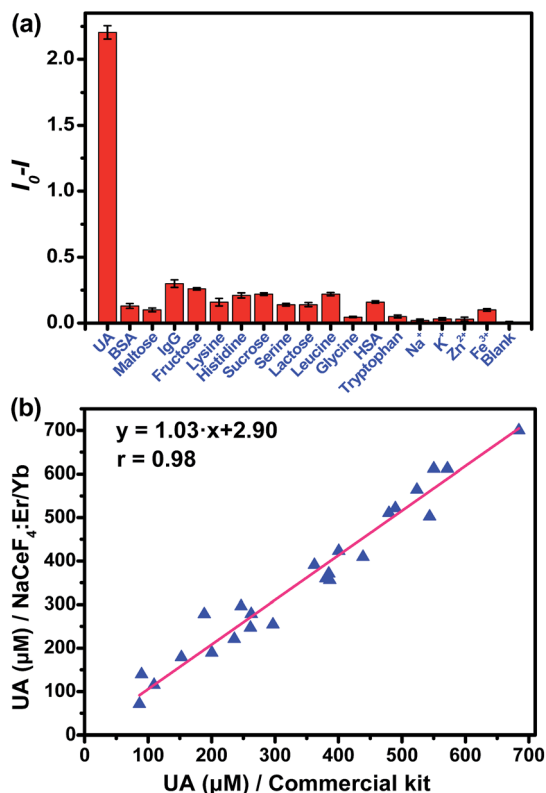 (a)
I₀-I
2.0
1.5
1.0
0.5
0.0
UA
BSA
Maltose
IgG
Fructose
Lysine
Histidine
Sucrose
Serine
Lactose
Leucine
Glycine
HSA
Tryptophan
Na⁺
K⁺
Zn²⁺
Fe³⁺
Blank
(b)
y = 1.03·x+2.90
r = 0.98
UA (μM) / NaCeF₄:Er/Yb
700
600
500
400
300
200
100
0
0 100 200 300 400 500 600 700
UA (μM) / Commercial kit